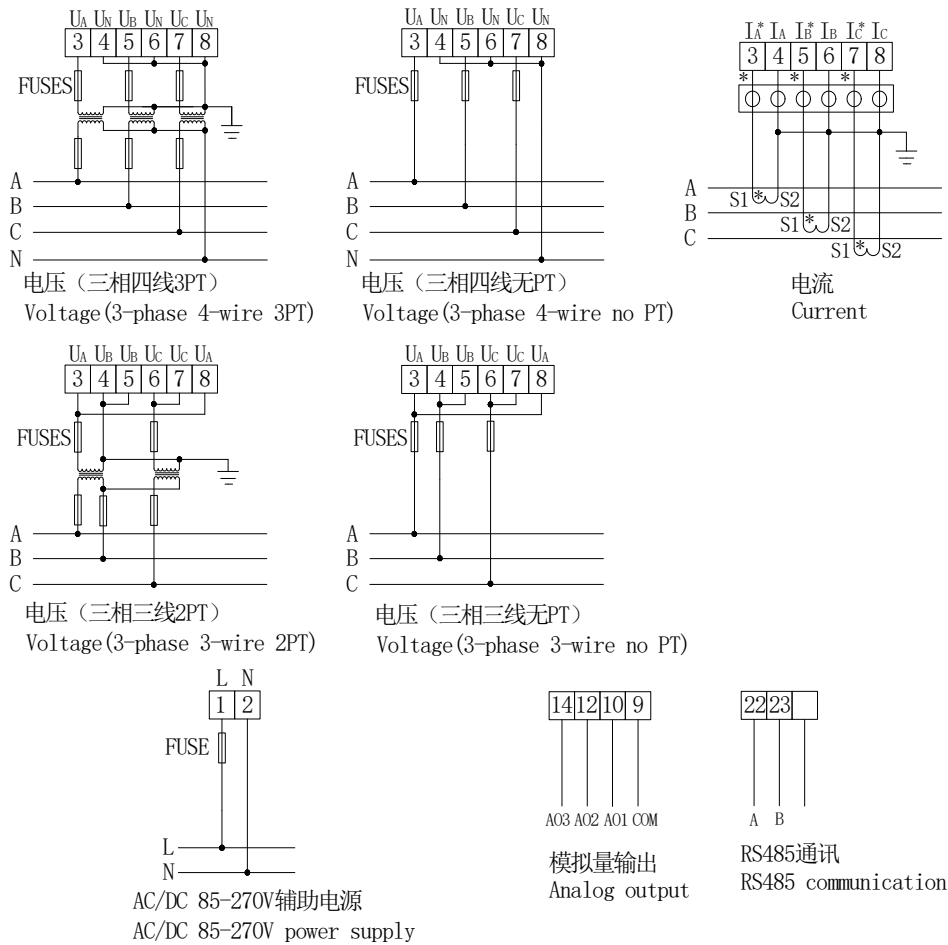 UA UN UB UN UC UN
3 4 5 6 7 8
FUSES
A
B
C
N
电压（三相四线3PT）
Voltage(3-phase 4-wire 3PT)
UA UN UB UN UC UN
3 4 5 6 7 8
FUSES
A
B
C
N
电压（三相四线无PT）
Voltage(3-phase 4-wire no PT)
IA* IA IB* IB IC* IC
3 4 5 6 7 8
* * *
A
S1 * S2
B
S1 * S2
C
S1 * S2
电流
Current
UA UB UB UC UC UA
3 4 5 6 7 8
FUSES
A
B
C
电压（三相三线2PT）
Voltage(3-phase 3-wire 2PT)
UA UB UB UC UC UA
3 4 5 6 7 8
FUSES
A
B
C
电压（三相三线无PT）
Voltage(3-phase 3-wire no PT)
L N
1 2
FUSE
L
N
AC/DC 85-270V辅助电源
AC/DC 85-270V power supply
14 12 10 9
AO3 AO2 AO1 COM
模拟量输出
Analog output
22 23
A B
RS485通讯
RS485 communication